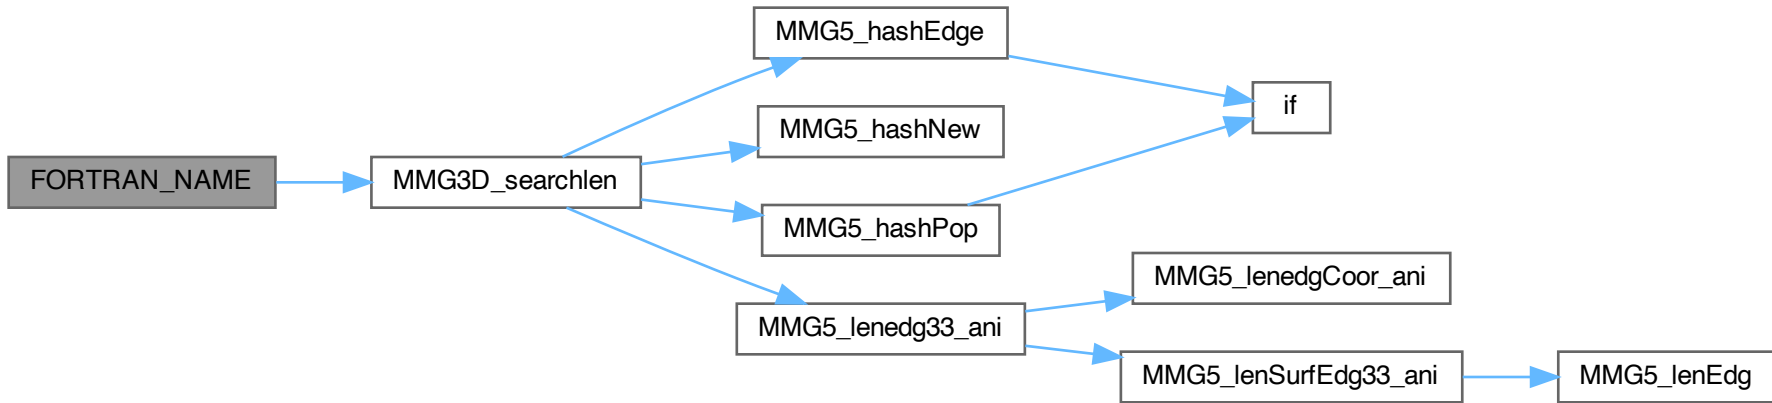 FORTRAN_NAME
MMG3D_searchlen
MMG5_hashEdge
MMG5_hashNew
MMG5_hashPop
MMG5_lenedg33_ani
if
MMG5_lenedgCoor_ani
MMG5_lenSurfEdg33_ani
MMG5_lenEdg